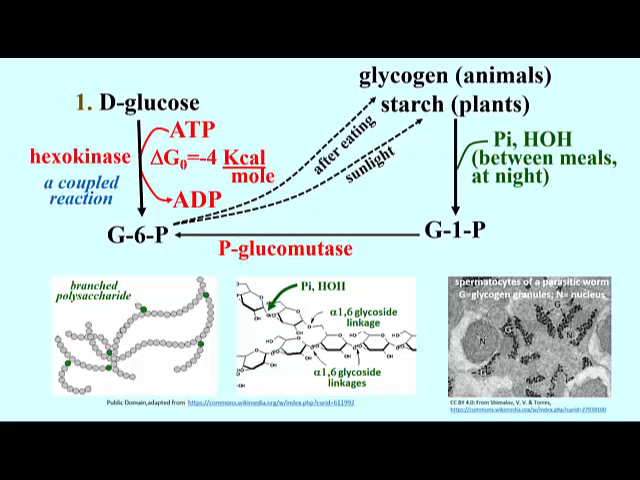 glycogen (animals)
starch (plants)
1. D-glucose
ATP
hexokinase
ΔG₀=-4 Kcal
mole
a coupled
reaction
ADP
after eating
sunlight
Pi, HOH
(between meals,
at night)
G-6-P
G-1-P
P-glucomutase
branched
polysaccharide
Pi, HOH
α1,6 glycoside
linkage
α1,6 glycoside
linkages
spermatocytes of a parasitic worm
G=glycogen granules; N= nucleus
G
G
N
N
Public Domain,adapted from https://commons.wikimedia.org/w/index.php?curid=611992
CC BY 4.0: From Shimalov, V. V. & Torres,
https://commons.wikimedia.org/w/index.php?curid=27938100